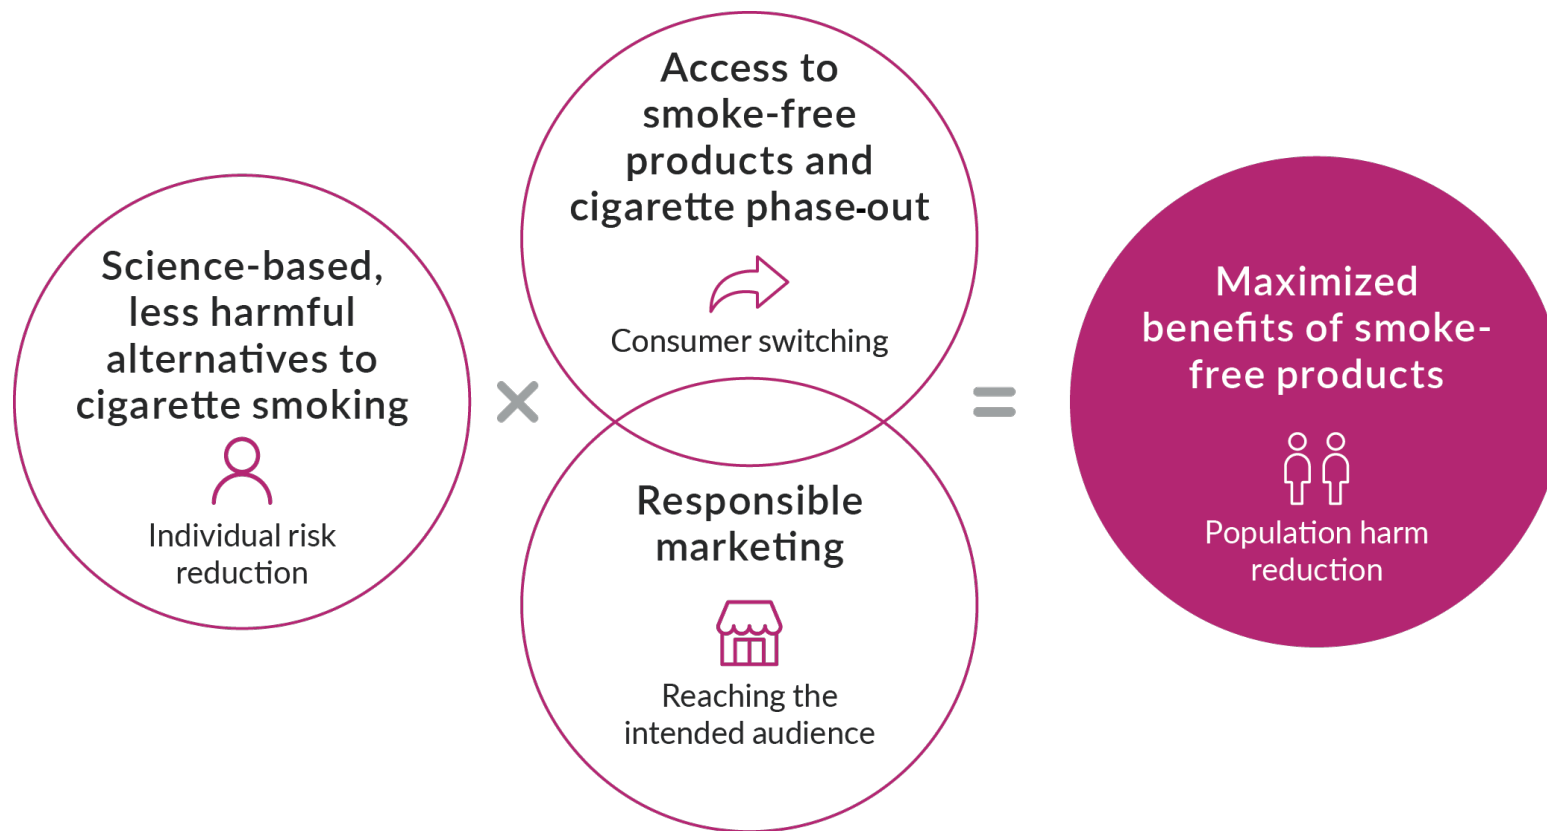 Science-based,
less harmful
alternatives to
cigarette smoking
Individual risk
reduction
×
Access to
smoke-free
products and
cigarette phase-out
Consumer switching
Responsible
marketing
Reaching the
intended audience
=
Maximized
benefits of smoke-
free products
Population harm
reduction